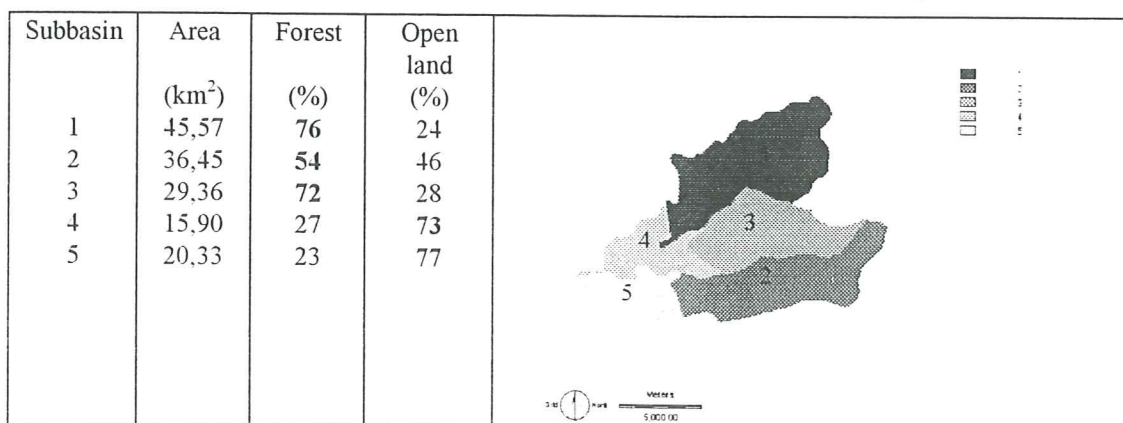 Subbasin Area Forest Open
land
(km²) (%) (%)
1 45,57 76 24
2 36,45 54 46
3 29,36 72 28
4 15,90 27 73
5 20,33 23 77
3
4
2
5
Meters
5,000.00